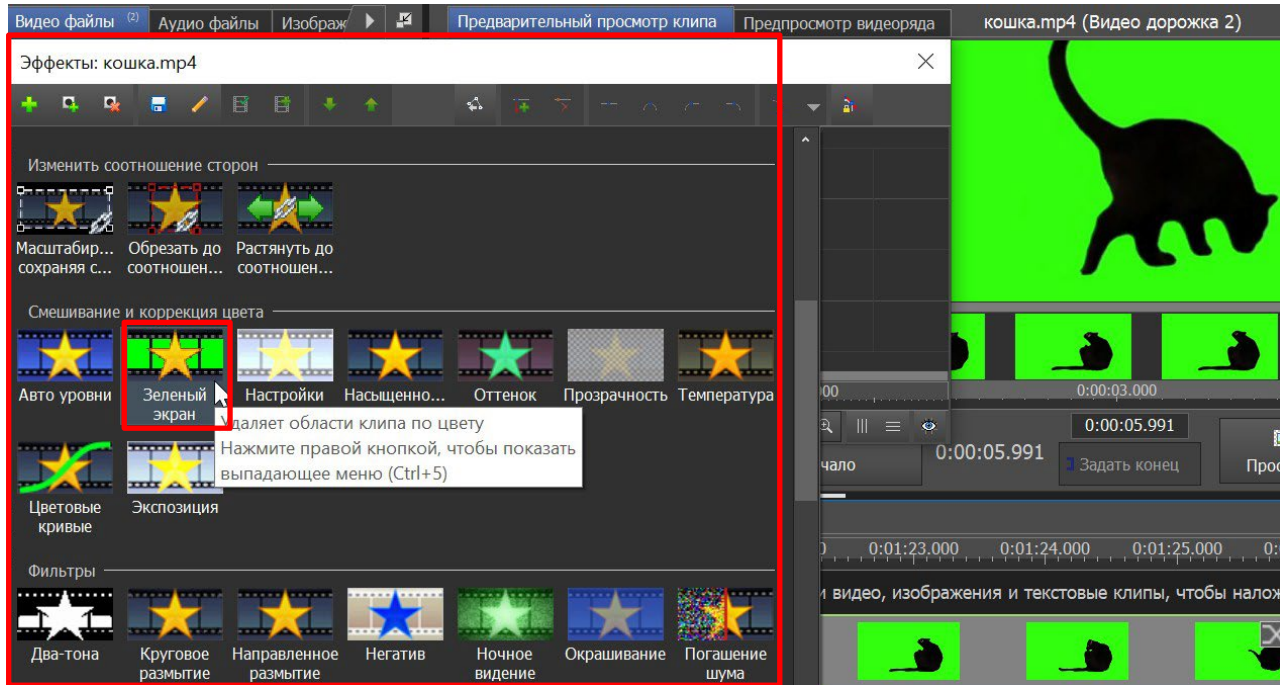 Видео файлы (2) Аудио файлы Изображ
Предварительный просмотр клипа Предпросмотр видеоряда кошка.mp4 (Видео дорожка 2)
Эффекты: кошка.mp4
Изменить соотношение сторон
Масштабир... Обрезать до Растянуть до
сохраняя с... соотношен... соотношен...
Смешивание и коррекция цвета
Авто уровни Зеленый экран Настройки Насыщенно... Оттенок Прозрачность Температура
Удаляет области клипа по цвету
Нажмите правой кнопкой, чтобы показать
выпадающее меню (Ctrl+5)
Цветовые кривые Экспозиция
Фильтры
Два-тона Круговое Направленное Негатив Ночное Окрашивание Погашение
размытие размытие видение шума
000
0:00:03.000
чало
0:00:05.991
0:00:05.991
Задать конец
Прос
0:01:23.000 0:01:24.000 0:01:25.000 0:
и видео, изображения и текстовые клипы, чтобы налож